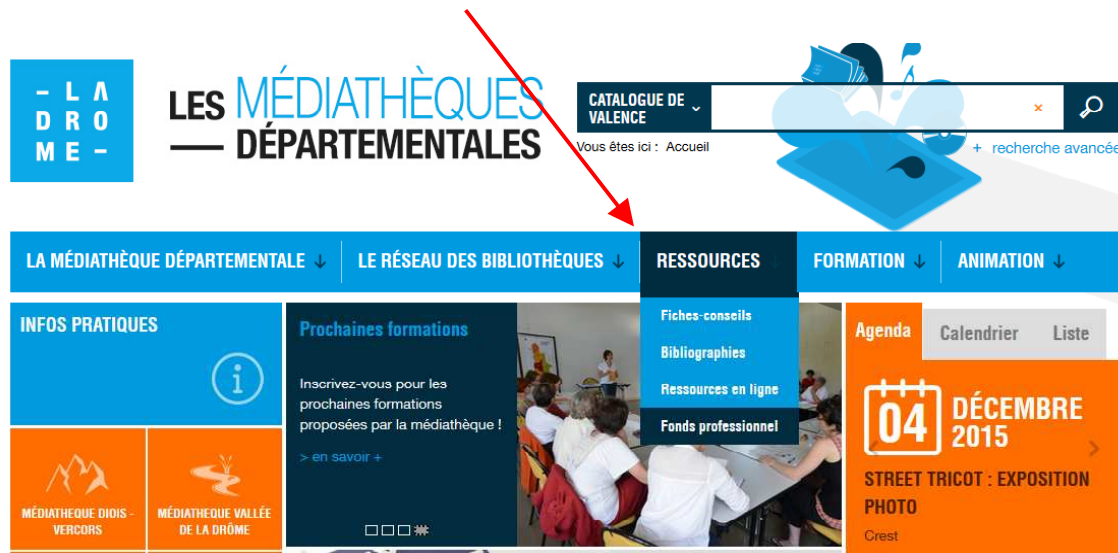 – L A
D R O
M E –
LES MÉDIATHÈQUES
DÉPARTEMENTALES
CATALOGUE DE
VALENCE
×
Vous êtes ici : Accueil
+ recherche avancée
LA MÉDIATHÈQUE DÉPARTEMENTALE ↓
LE RÉSEAU DES BIBLIOTHÈQUES ↓
RESSOURCES
FORMATION ↓
ANIMATION ↓
Fiches-conseils
Bibliographies
Ressources en ligne
Fonds professionnel
INFOS PRATIQUES
i
MÉDIATHEQUE DIOIS -
VERCORS
MÉDIATHEQUE VALLÉE
DE LA DRÔME
Prochaines formations
Inscrivez-vous pour les
prochaines formations
proposées par la médiathèque !
> en savoir +
Agenda
Calendrier
Liste
04
DÉCEMBRE
2015
STREET TRICOT : EXPOSITION
PHOTO
Crest